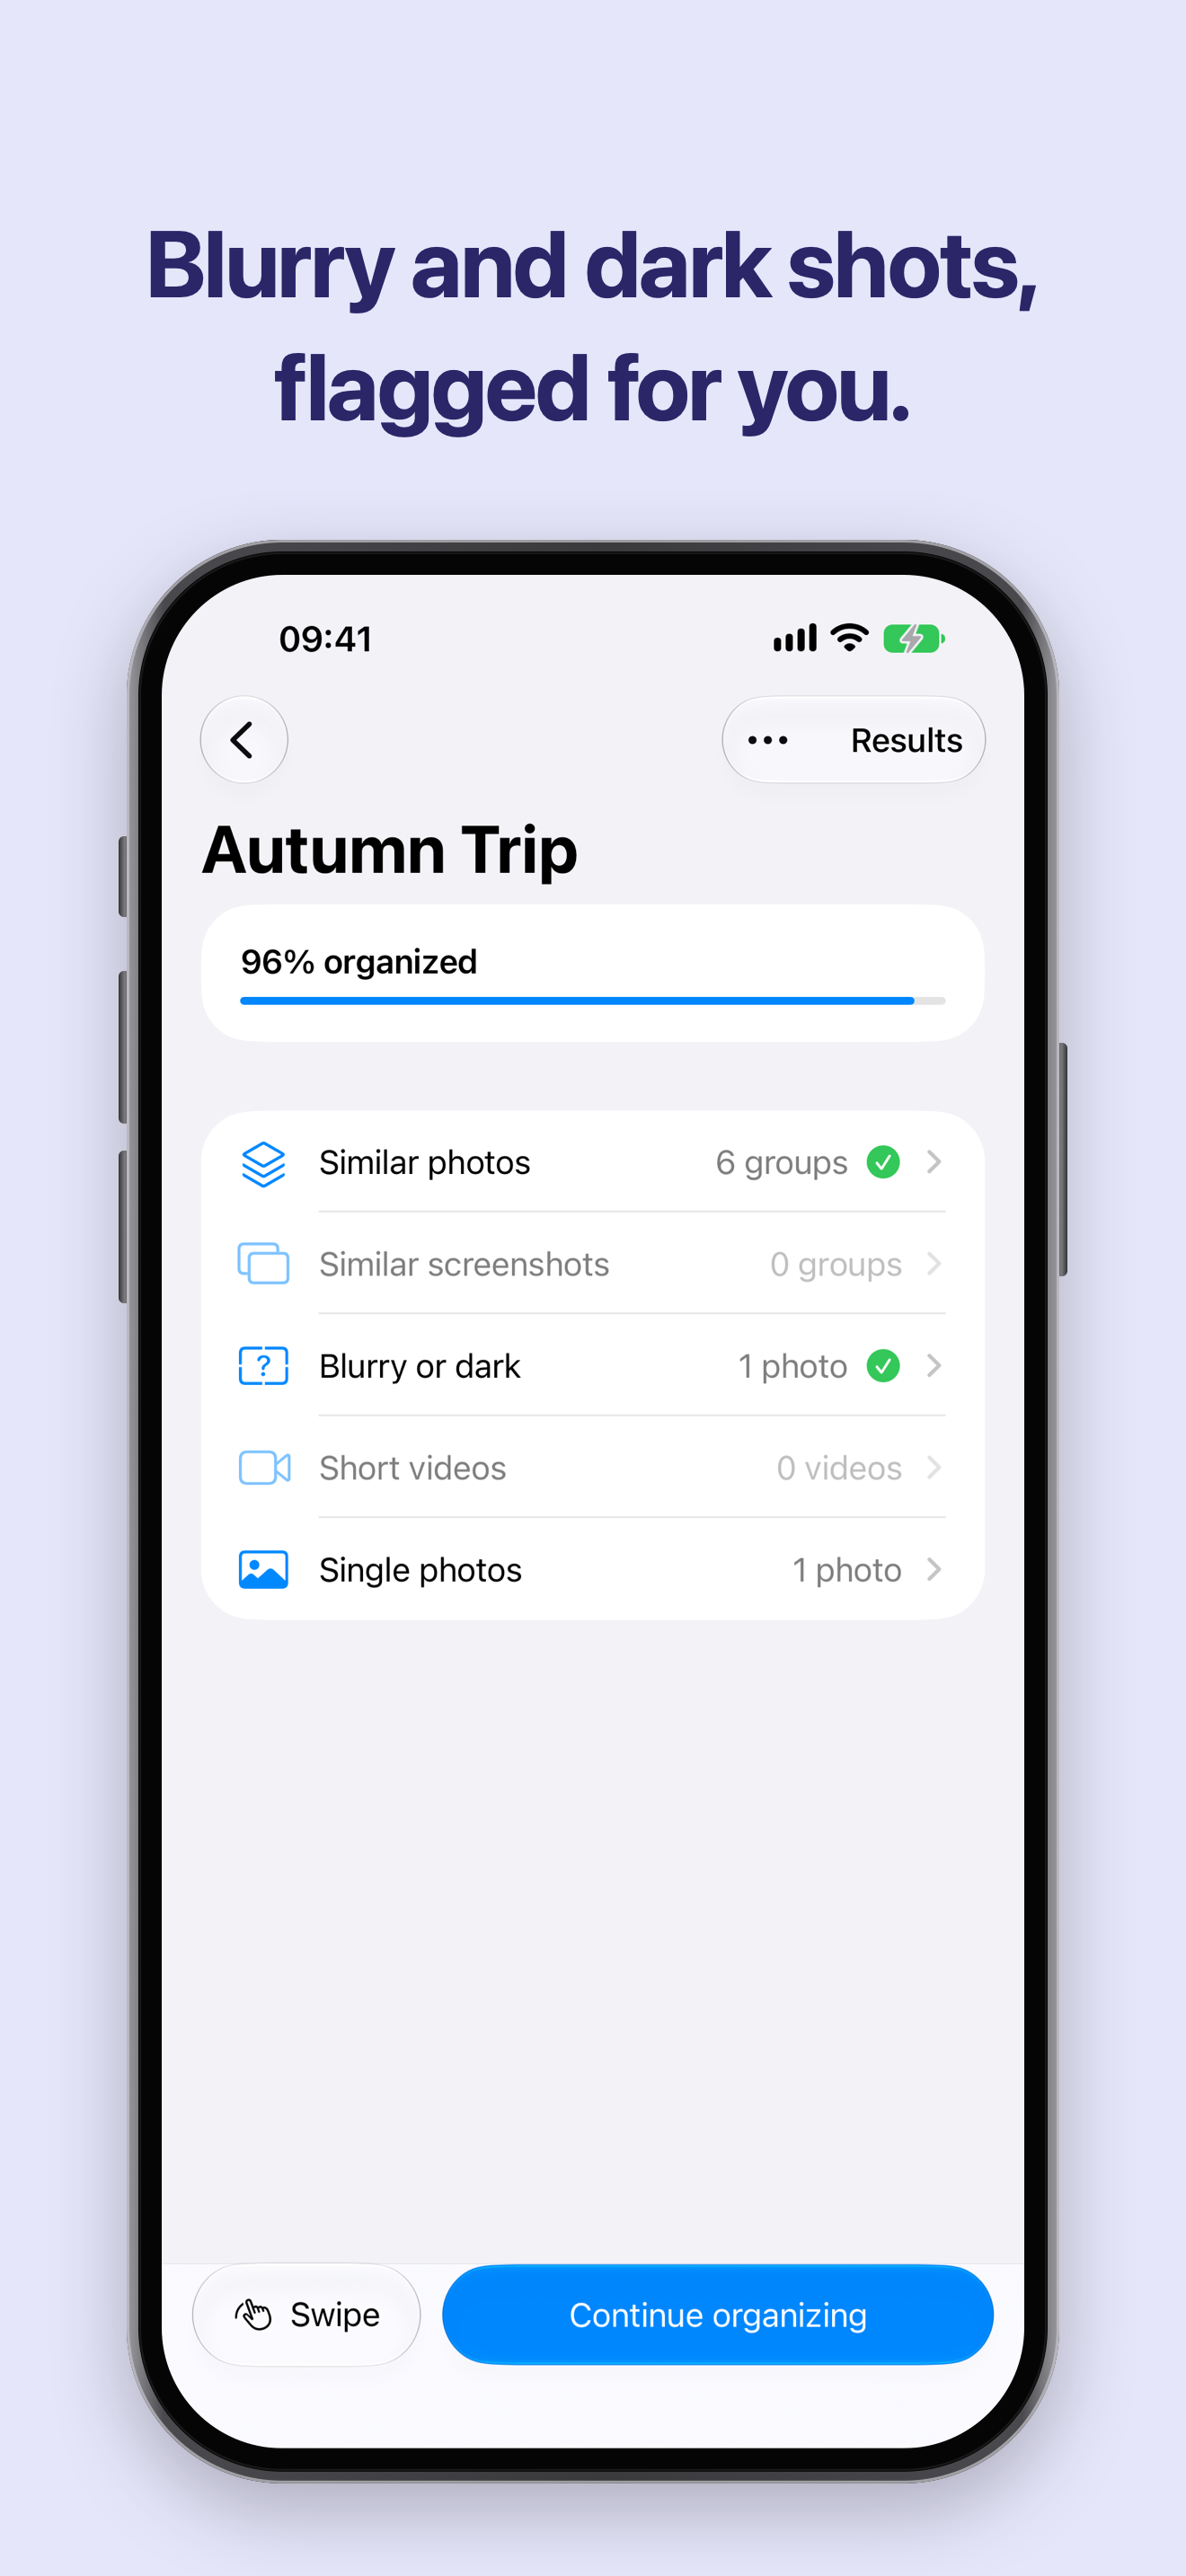 Blurry and dark shots,
flagged for you.
09:41
Results
Autumn Trip
96% organized
Similar photos 6 groups
Similar screenshots 0 groups
Blurry or dark 1 photo
Short videos 0 videos
Single photos 1 photo
Swipe Continue organizing